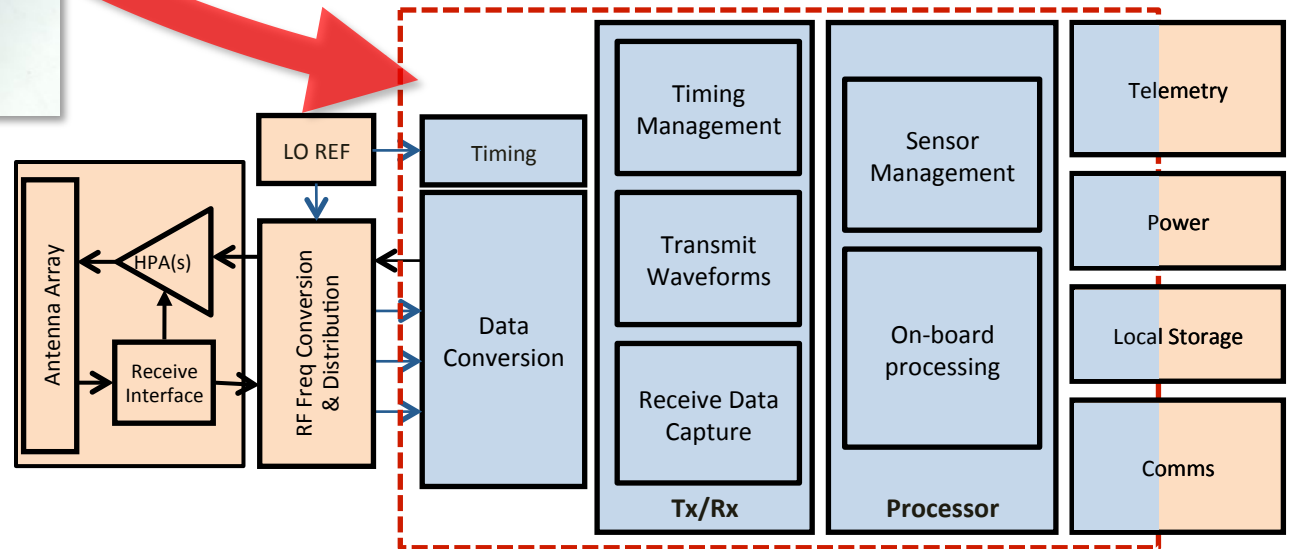 LO REF
Timing
Antenna Array
HPA(s)
Receive
Interface
RF Freq Conversion
& Distribution
Data
Conversion
Timing
Management
Transmit
Waveforms
Receive Data
Capture
Tx/Rx
Sensor
Management
On-board
processing
Processor
Telemetry
Power
Local Storage
Comms